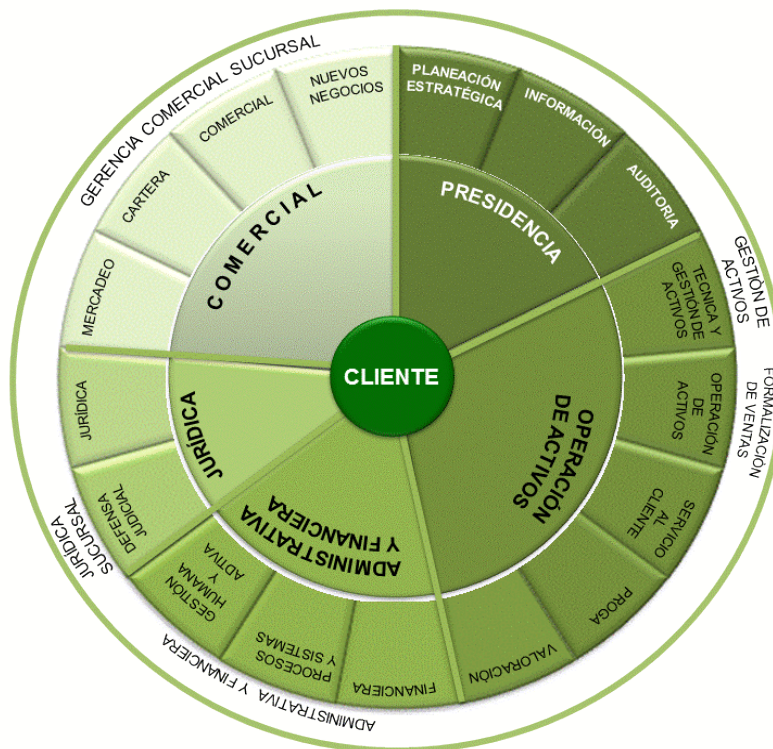 GERENCIA COMERCIAL SUCURSAL
NUEVOS
NEGOCIOS
COMERCIAL
CARTERA
MERCADEO
COMERCIAL
PLANEACIÓN
ESTRATÉGICA
INFORMACIÓN
AUDITORIA
PRESIDENCIA
GESTIÓN DE
ACTIVOS
TECNICA Y
GESTIÓN DE
ACTIVOS
OPERACIÓN
DE
ACTIVOS
FORMALIZACIÓN
DE VENTAS
SERVICIO
AL
CLIENTE
PROGA
VALORACIÓN
OPERACIÓN
DE ACTIVOS
CLIENTE
JURÍDICA
JURÍDICA
DEFENSA
JUDICIAL
JURÍDICA
SUCURSAL
ADMINISTRATIVA
Y FINANCIERA
GESTIÓN
HUMANA
Y
ADTIVA
PROCESOS
Y SISTEMAS
FINANCIERA
ADMINISTRATIVA Y FINANCIERA